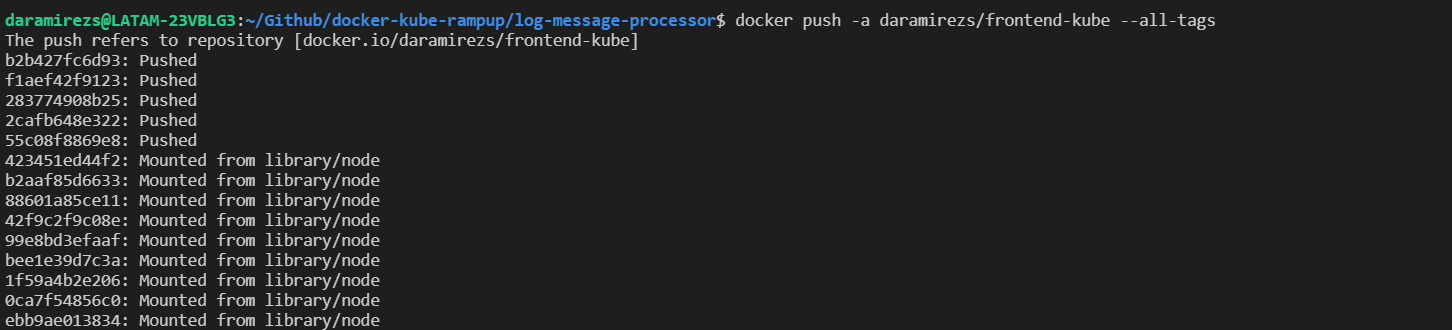 daramirezs@LATAM-23VBLG3:~/Github/docker-kube-rampup/log-message-processor$ docker push -a daramirezs/frontend-kube --all-tags
The push refers to repository [docker.io/daramirezs/frontend-kube]
b2b427fc6d93: Pushed
f1aef42f9123: Pushed
283774908b25: Pushed
2cafb648e322: Pushed
55c08f8869e8: Pushed
423451ed44f2: Mounted from library/node
b2aaf85d6633: Mounted from library/node
88601a85ce11: Mounted from library/node
42f9c2f9c08e: Mounted from library/node
99e8bd3efaaf: Mounted from library/node
bee1e39d7c3a: Mounted from library/node
1f59a4b2e206: Mounted from library/node
0ca7f54856c0: Mounted from library/node
ebb9ae013834: Mounted from library/node